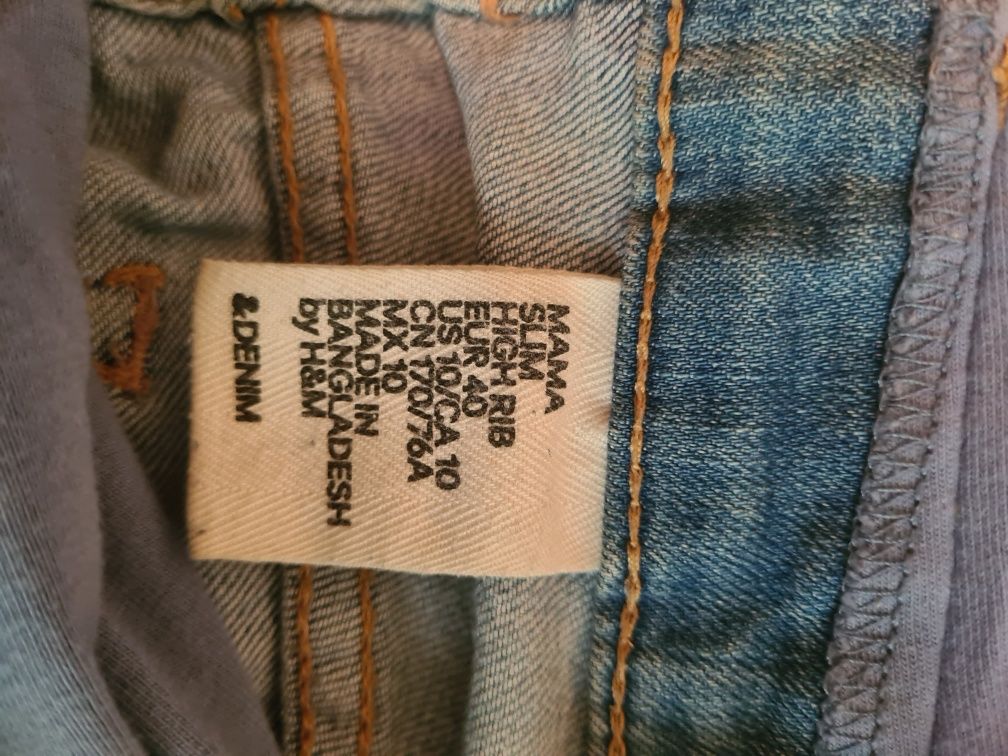 MAMA
SLIM
HIGH RIB
EUR 40
US 10/CA 10
CN 170/76A
MX 10
MADE IN
BANGLADESH
by H&M
&DENIM